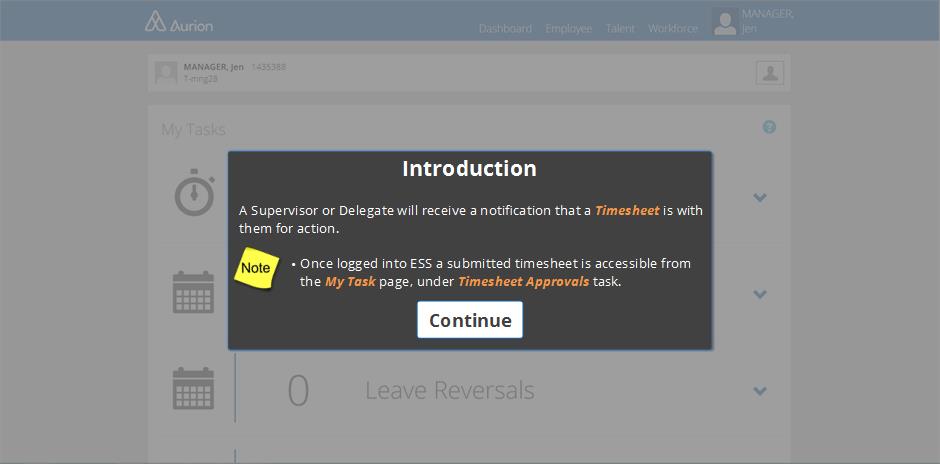 Aurion
Dashboard Employee Talent Workforce
MANAGER,
Jen
MANAGER, Jen 1435388
T-mng28
My Tasks
?
Introduction
A Supervisor or Delegate will receive a notification that a Timesheet is with
them for action.
Note
• Once logged into ESS a submitted timesheet is accessible from
the My Task page, under Timesheet Approvals task.
Continue
0 Leave Reversals